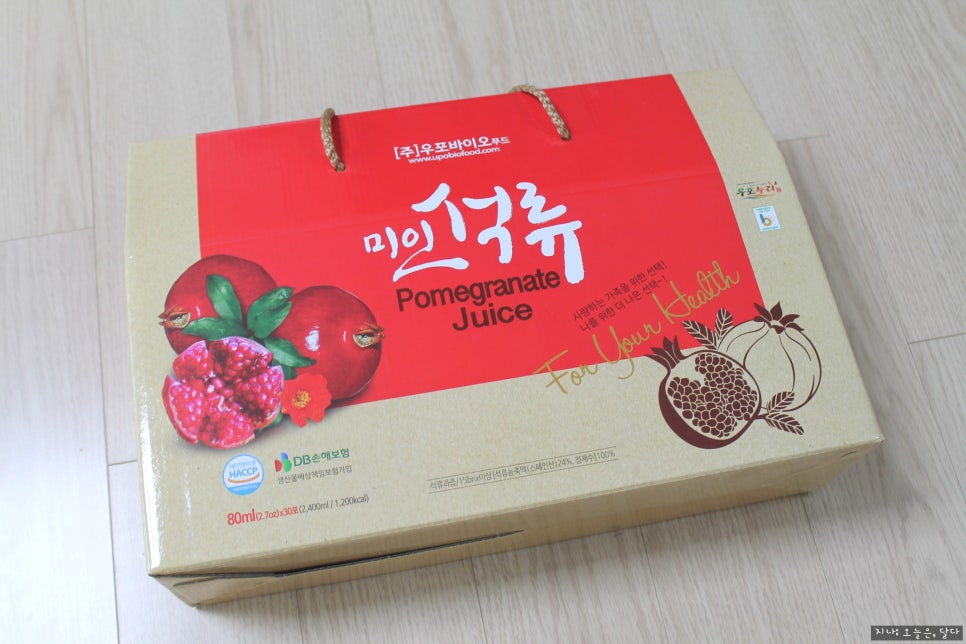 [주]우포바이오푸드
www.upobiofood.com
미인석류
Pomegranate
Juice
사랑하는 가족을 위한 선택!
나를 위한 더 나은 선택~!
For Your Health
우포누리
HACCP
DB손해보험
생산물배상책임보험가입
80ml(2.7oz)x30포(2,400ml / 1,200kcal)
석류과즙/15brix이상[석류농축액(스페인산)24%, 정제수]100%
지나; 오늘은, 달다